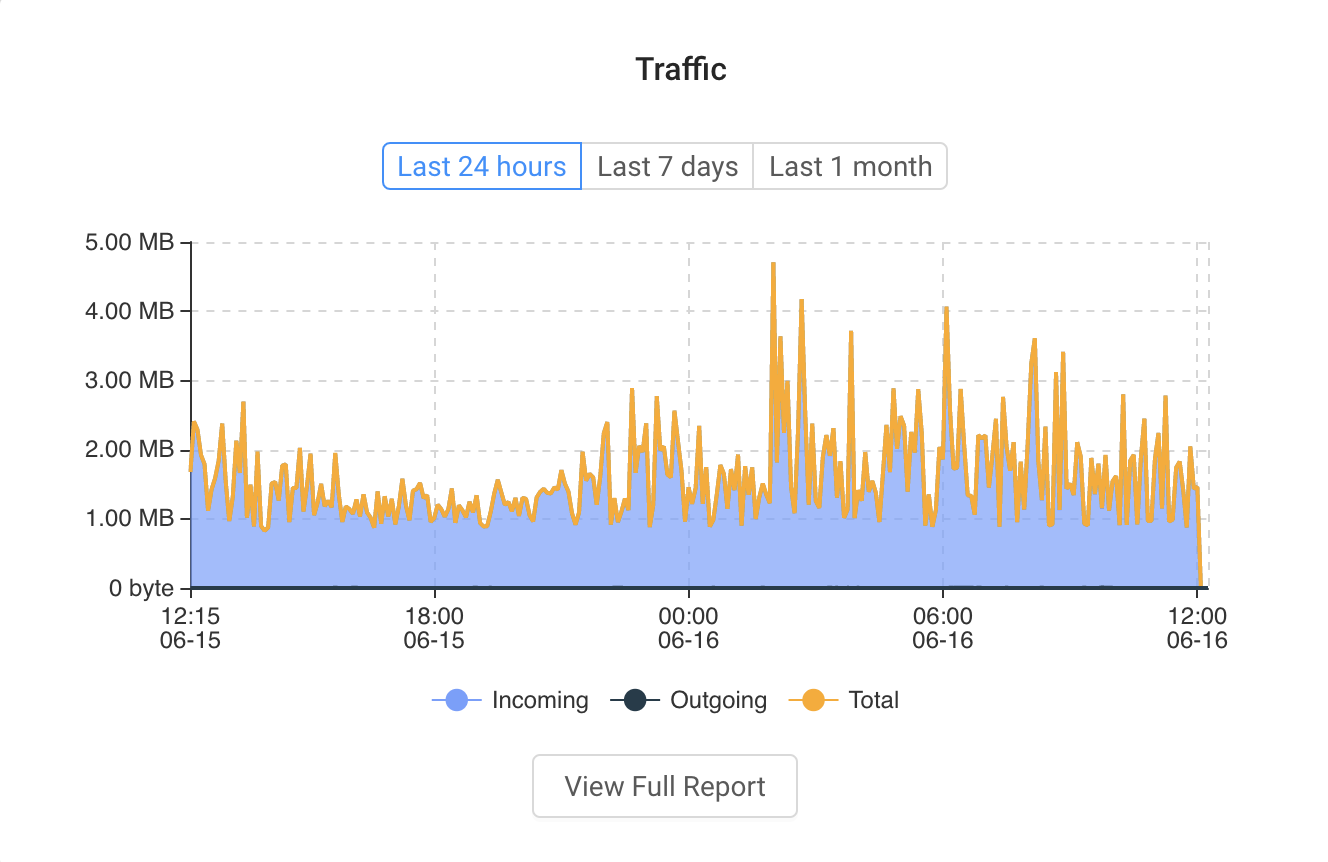 Traffic
Last 24 hours Last 7 days Last 1 month
5.00 MB
4.00 MB
3.00 MB
2.00 MB
1.00 MB
0 byte
12:15 18:00 00:00 06:00 12:00
06-15 06-15 06-16 06-16 06-16
Incoming Outgoing Total
View Full Report